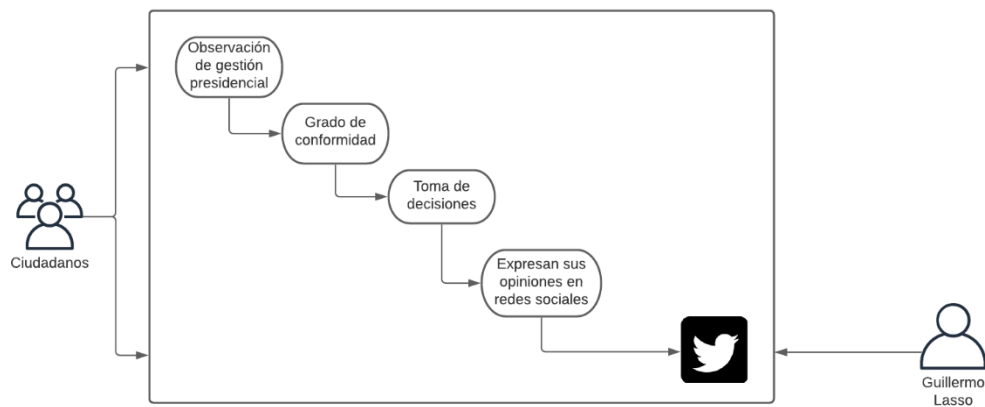 Observación
de gestión
presidencial
Grado de
conformidad
Toma de
decisiones
Expresan sus
opiniones en
redes sociales
Ciudadanos
Guillermo
Lasso